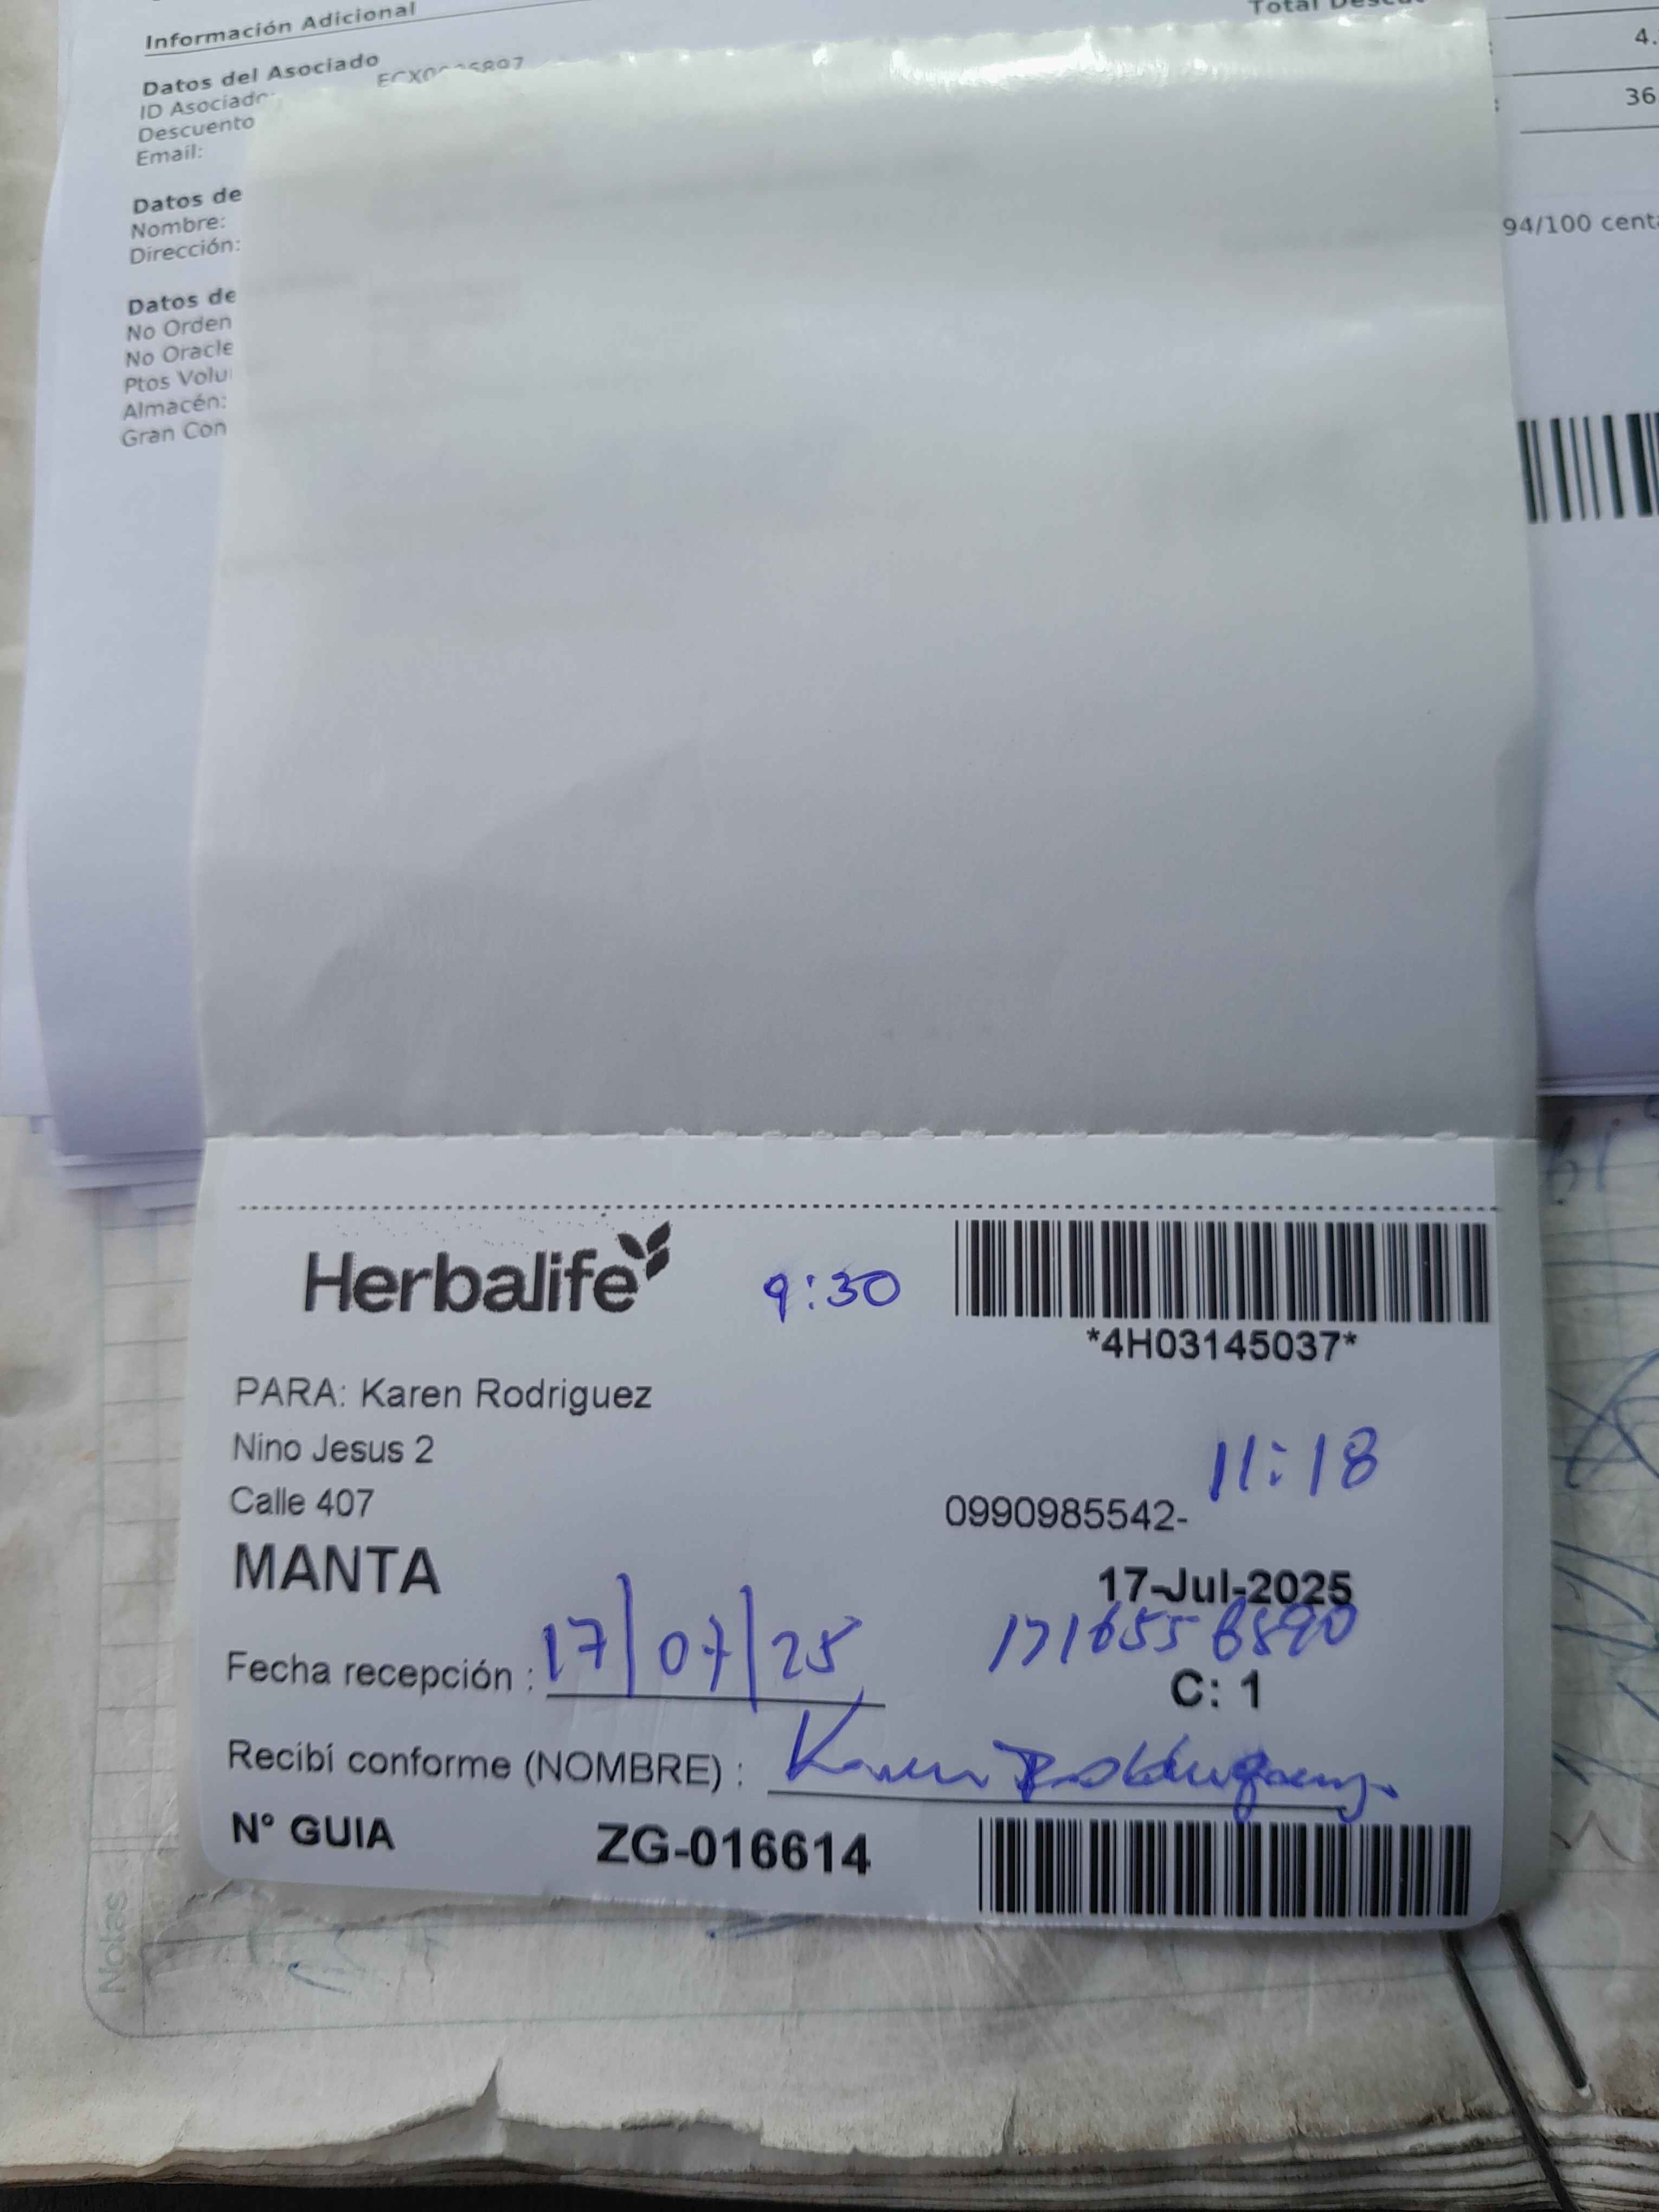 Información Adicional
Total
Datos del Asociado
ID Asociado:
Descuento
Email:
4.
36
Datos de
Nombre:
Dirección:
94/100
Datos de
No Orden
No Oracle
Ptos
Almacén:
Gran Con
Herbalife
9:30
*4H03145037*
PARA: Karen Rodriguez
Nino Jesus 2
11:18
Calle 407
0990985542-
MANTA
17-Jul-2025
Fecha recepción : 17/07/25
C: 1
Recibí conforme (NOMBRE) : Karen
N° GUIA
ZG-016614
Notas